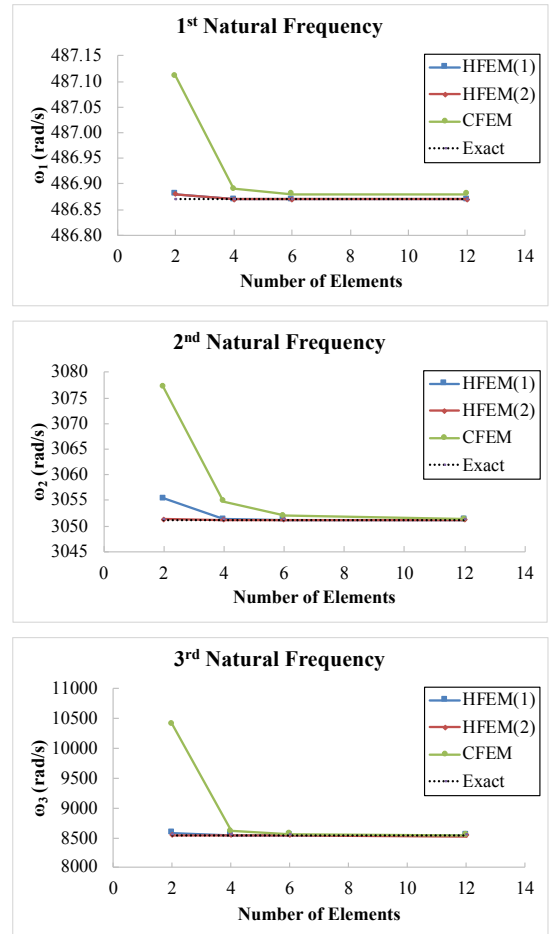 1st Natural Frequency
487.15
487.10
487.05
487.00
486.95
486.90
486.85
486.80
ω1 (rad/s)
0 2 4 6 8 10 12 14
Number of Elements
HFEM(1)
HFEM(2)
CFEM
Exact
2nd Natural Frequency
3080
3075
3070
3065
3060
3055
3050
3045
ω2 (rad/s)
0 2 4 6 8 10 12 14
Number of Elements
HFEM(1)
HFEM(2)
CFEM
Exact
3rd Natural Frequency
11000
10500
10000
9500
9000
8500
8000
ω3 (rad/s)
0 2 4 6 8 10 12 14
Number of Elements
HFEM(1)
HFEM(2)
CFEM
Exact